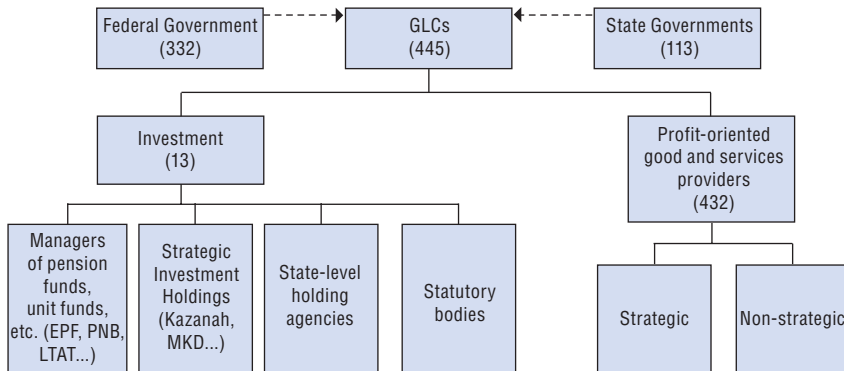 Federal Government
(332)
GLCs
(445)
State Governments
(113)
Investment
(13)
Profit-oriented
good and services
providers
(432)
Managers
of pension
funds,
unit funds,
etc. (EPF, PNB,
LTAT...)
Strategic
Investment
Holdings
(Kazanah,
MKD...)
State-level
holding
agencies
Statutory
bodies
Strategic
Non-strategic